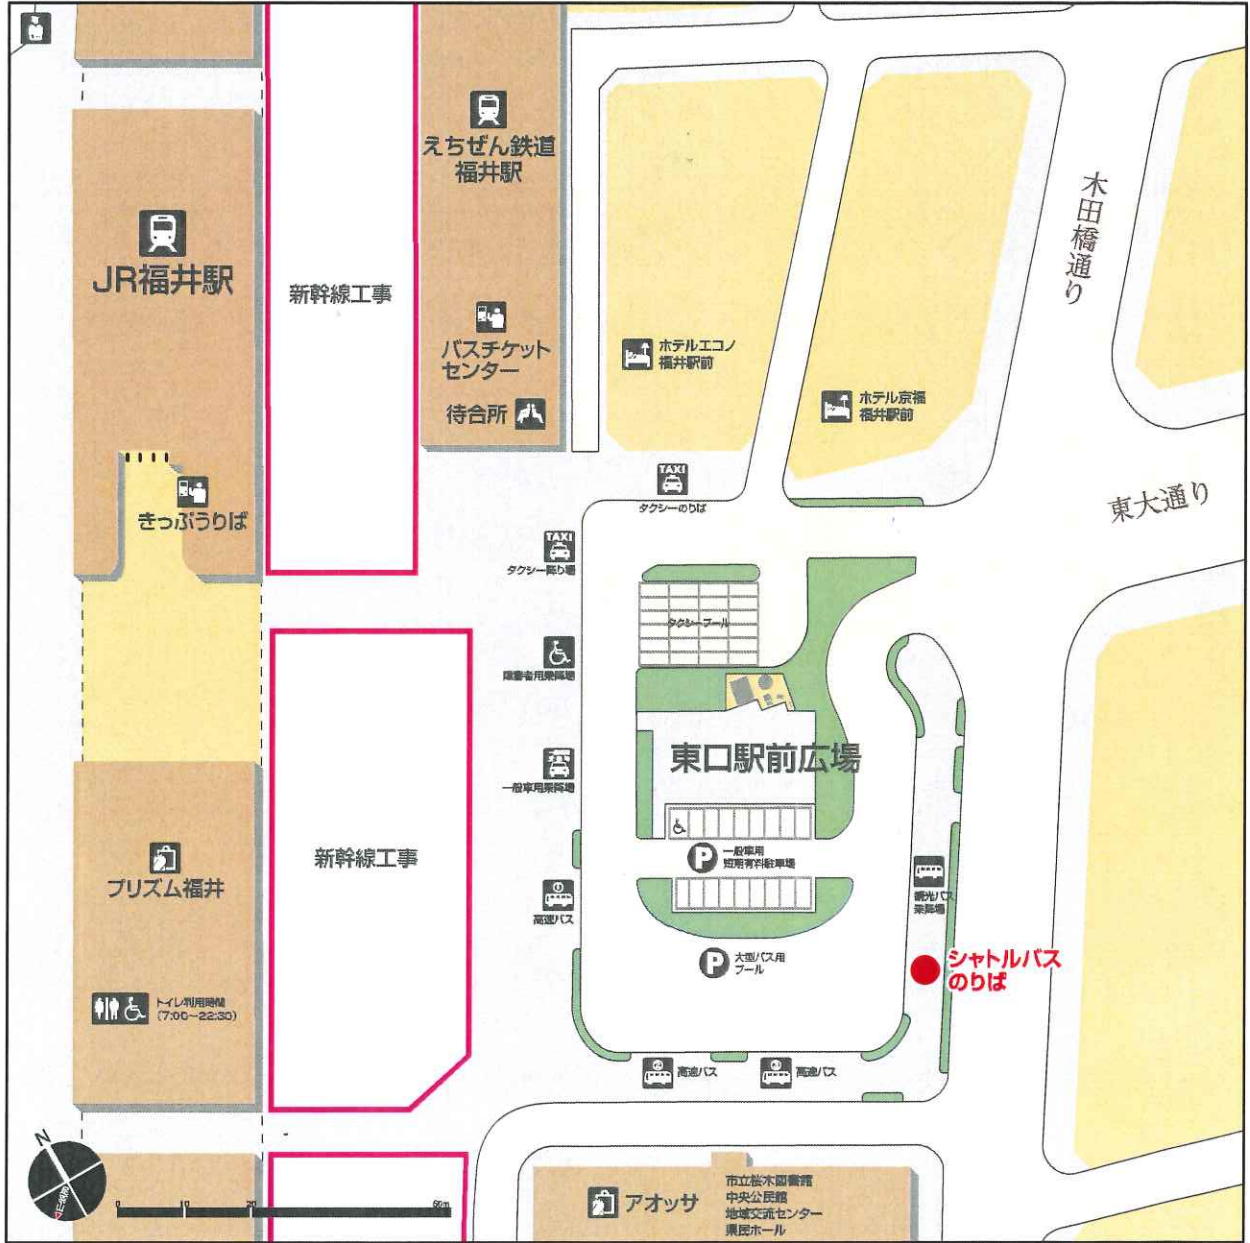 えちぜん鉄道
福井駅
JR福井駅
新幹線工事
バスチケット
センター
待合所
ホテルエコノ
福井駅前
ホテル京福
福井駅前
木田橋通り
東大通り
きっぷうりば
TAXI
タクシーのりば
TAXI
タクシー降り場
タクシープール
障害者用乗降場
東口駅前広場
一般車用乗降場
P
一般車用
短期有料駐車場
プリズム福井
新幹線工事
高速バス
観光バス
乗降場
P
大型バス用
プール
シャトルバス
のりば
トイレ利用時間
(7:00~22:30)
高速バス
高速バス
N
0 10 20 50m
アオッサ
市立桜木図書館
中央公民館
地域交流センター
県民ホール